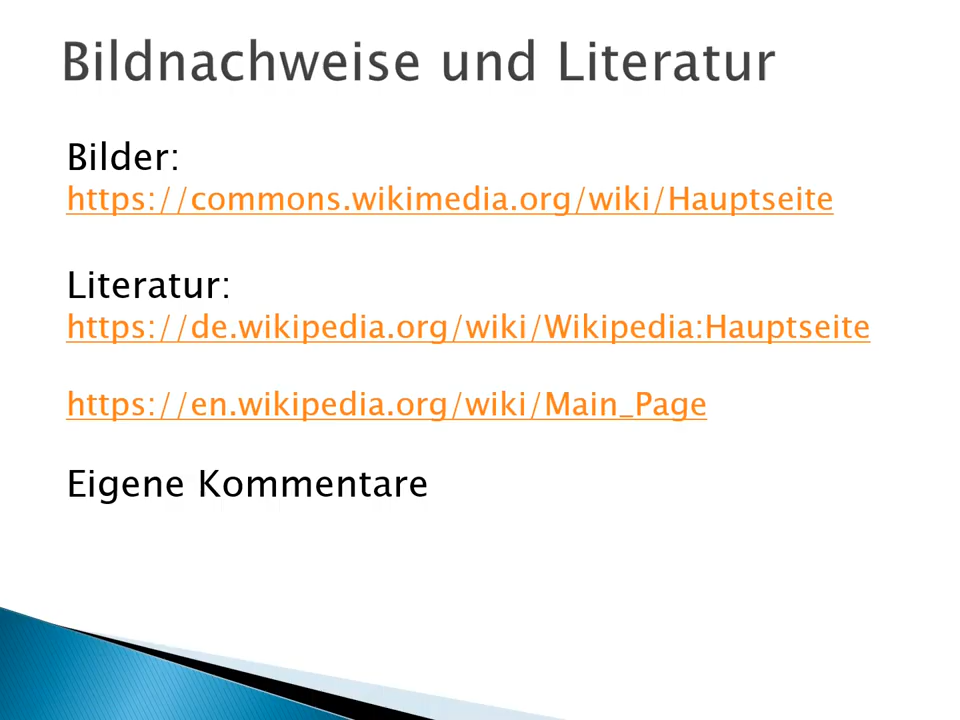 Bildnachweise und Literatur
Bilder:
https://commons.wikimedia.org/wiki/Hauptseite
Literatur:
https://de.wikipedia.org/wiki/Wikipedia:Hauptseite
https://en.wikipedia.org/wiki/Main_Page
Eigene Kommentare